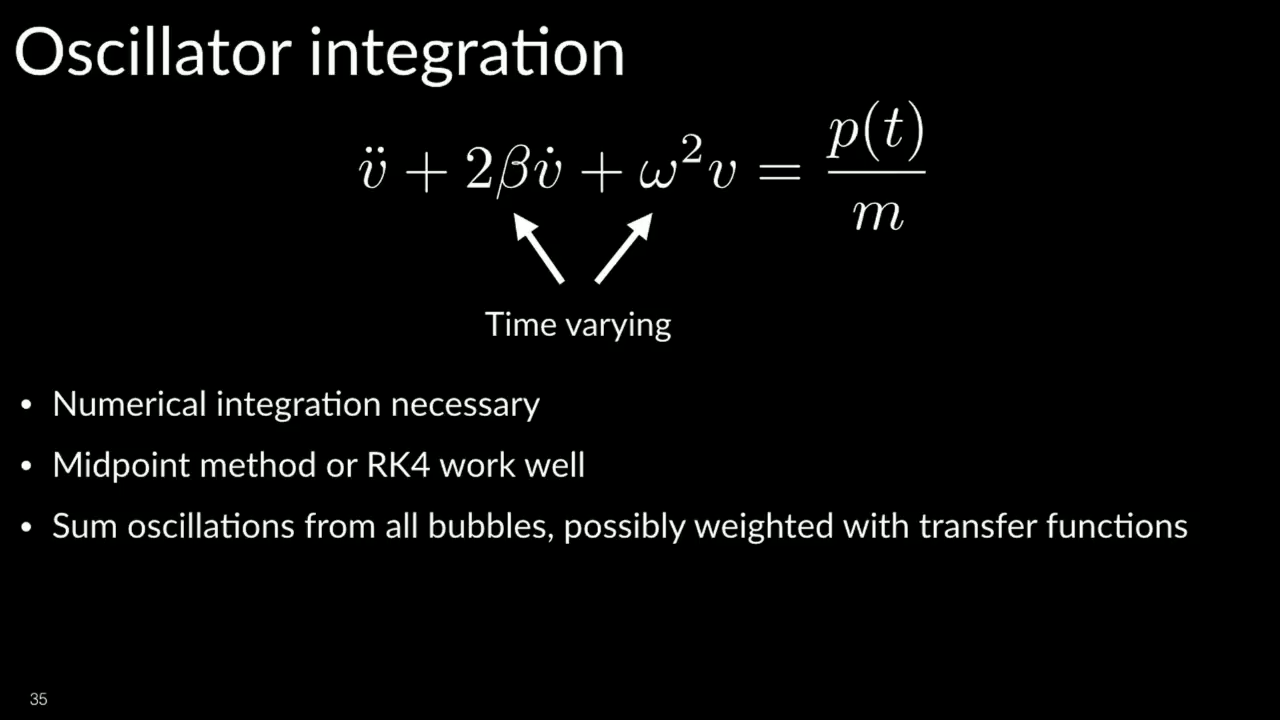 Oscillator integration
v̈ + 2βv̇ + ω²v = p(t)/m
Time varying
• Numerical integration necessary
• Midpoint method or RK4 work well
• Sum oscillations from all bubbles, possibly weighted with transfer functions
35